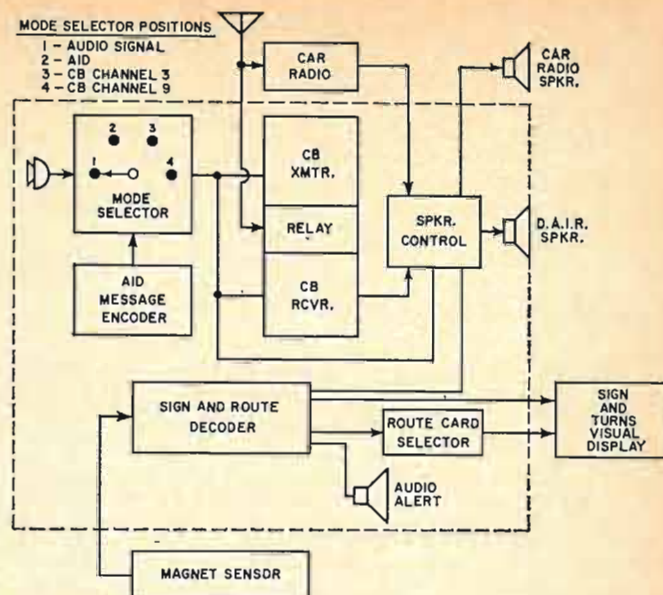 MODE SELECTOR POSITIONS
1 - AUDIO SIGNAL
2 - AID
3 - CB CHANNEL 3
4 - CB CHANNEL 9
CAR
RADIO
CAR
RADIO
SPKR.
2
3
1
4
MODE
SELECTOR
CB
XMTR.
RELAY
CB
RCVR.
SPKR.
CONTROL
D.A.I.R.
SPKR.
AID
MESSAGE
ENCODER
SIGN AND ROUTE
DECODER
ROUTE CARD
SELECTOR
SIGN
AND
TURNS
VISUAL
DISPLAY
AUDIO
ALERT
MAGNET SENSOR